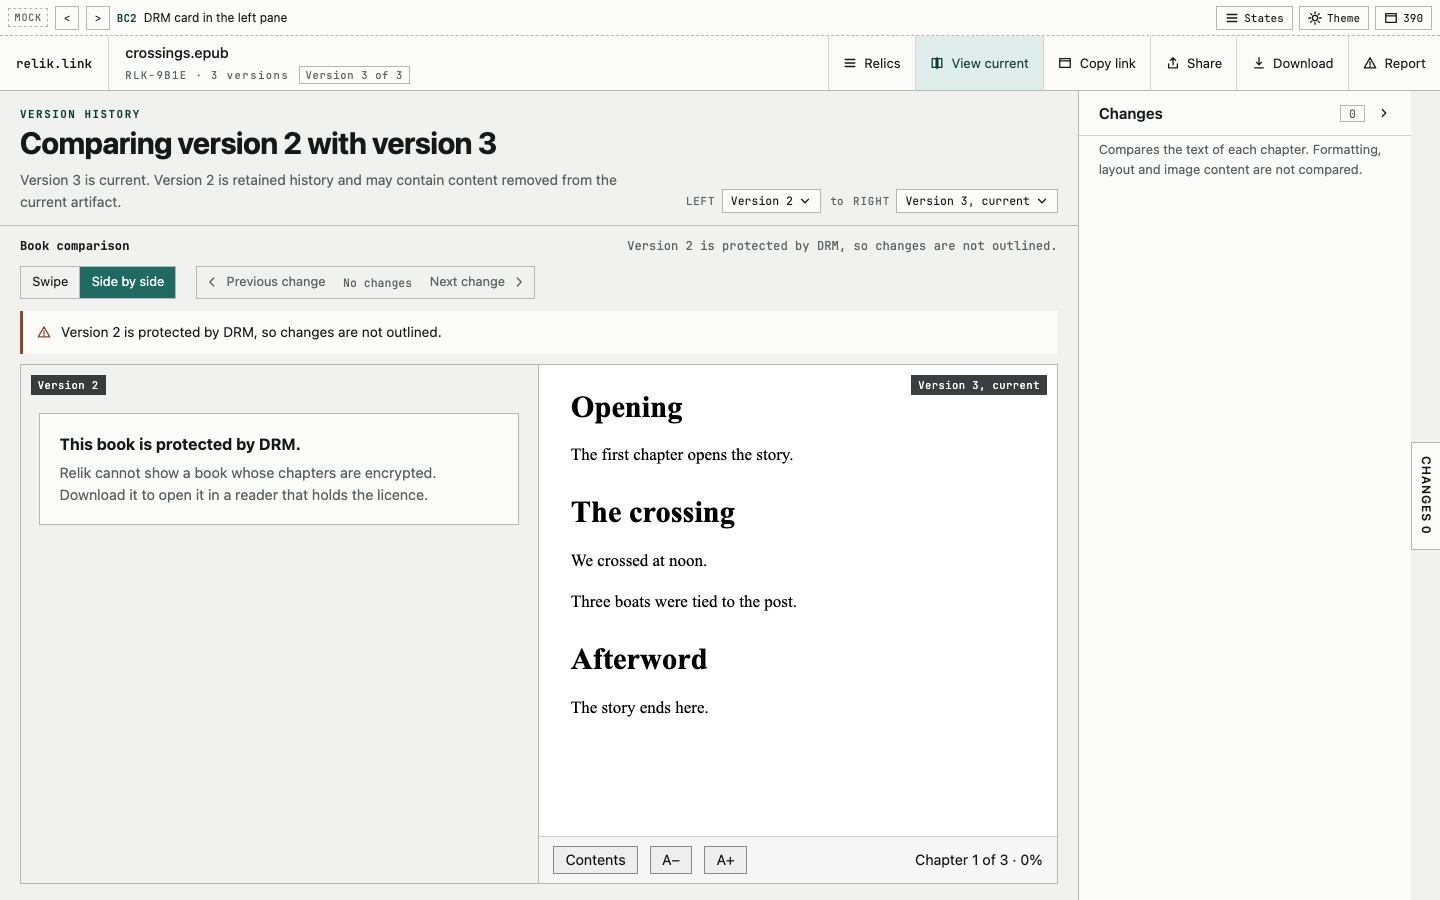 MOCK < > BC2 DRM card in the left pane States Theme 390
relik.link crossings.epub
RLK-9B1E · 3 versions Version 3 of 3
Relics View current Copy link Share Download Report
VERSION HISTORY
Comparing version 2 with version 3
Version 3 is current. Version 2 is retained history and may contain content removed from the
current artifact.
LEFT Version 2 to RIGHT Version 3, current
Book comparison
Version 2 is protected by DRM, so changes are not outlined.
Swipe Side by side Previous change No changes Next change
Version 2 is protected by DRM, so changes are not outlined.
Version 2
This book is protected by DRM.
Relik cannot show a book whose chapters are encrypted.
Download it to open it in a reader that holds the licence.
Version 3, current
Opening
The first chapter opens the story.
The crossing
We crossed at noon.
Three boats were tied to the post.
Afterword
The story ends here.
Contents A− A+ Chapter 1 of 3 · 0%
Changes 0
Compares the text of each chapter. Formatting,
layout and image content are not compared.
CHANGES 0